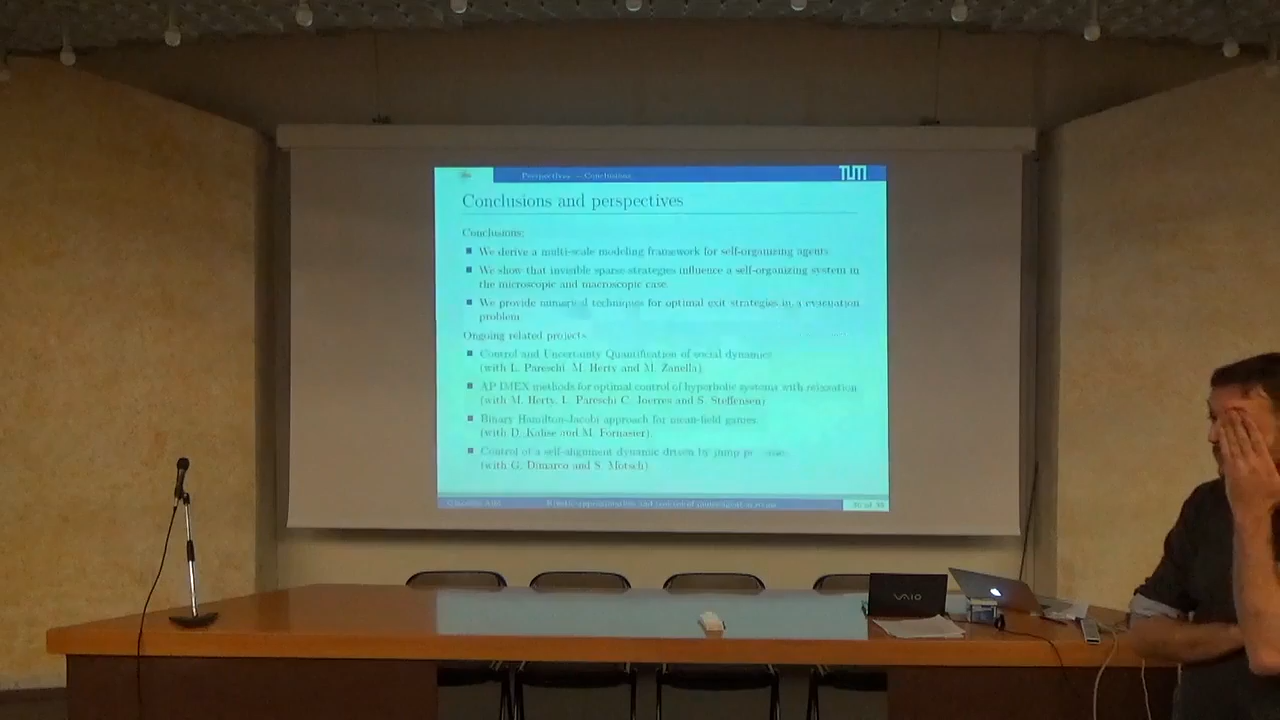 Perspectives — Conclusions
TUM
Conclusions and perspectives
Conclusions:
We derive a multi-scale modeling framework for self-organizing agents
We show that invisible sparse strategies influence a self-organizing system in
the microscopic and macroscopic case
We provide numerical techniques for optimal exit strategies in a evacuation
problem
Ongoing related projects
Control and Uncertainty Quantification of social dynamics
(with L. Pareschi, M. Herty and M. Zanella)
AP IMEX methods for optimal control of hyperbolic systems with relaxation
(with M. Herty, L. Pareschi C. Joerres and S. Steffensen)
Binary Hamilton-Jacobi approach for mean-field games
(with D. Kalise and M. Fornasier).
Control of a self-alignment dynamic driven by jump
(with G. Dimarco and S. Motsch)
VAIO